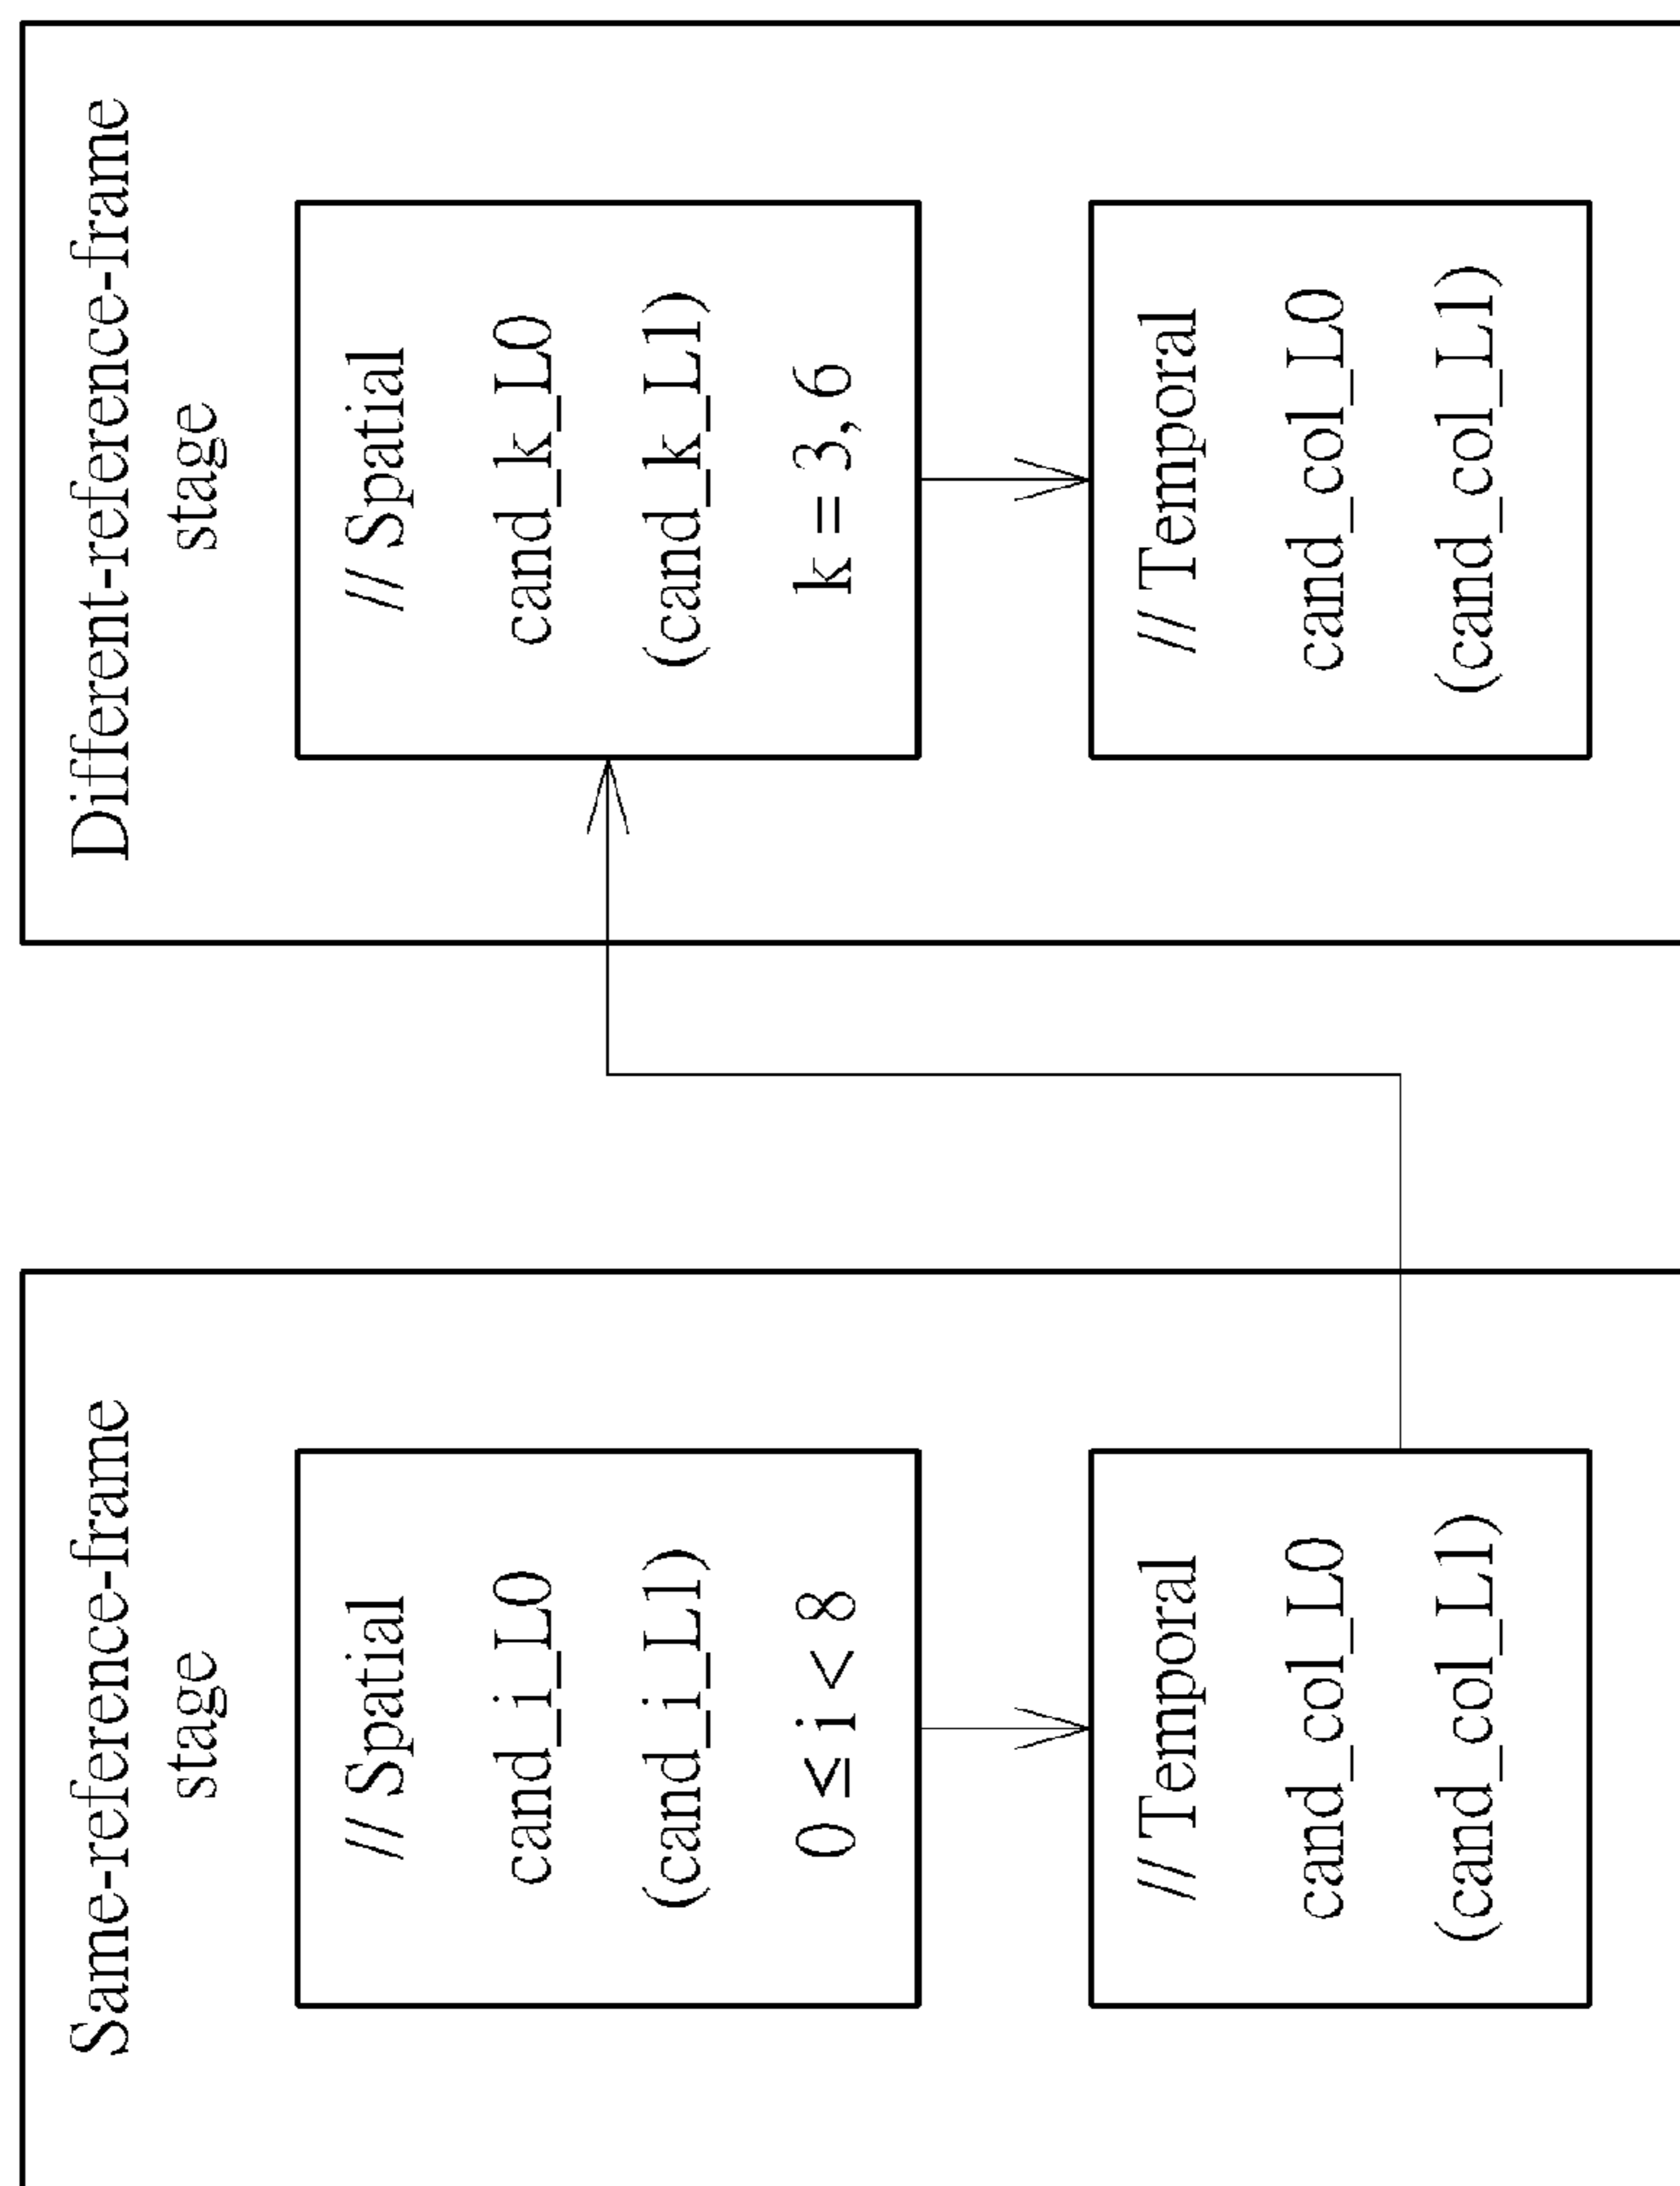 Same-reference-frame
stage
// Spatial
cand_i_L0
(cand_i_L1)
0 ≤ i < 8
// Temporal
cand_col_L0
(cand_col_L1)
Different-reference-frame
stage
// Spatial
cand_k_L0
(cand_k_L1)
k = 3, 6
// Temporal
cand_col_L0
(cand_col_L1)